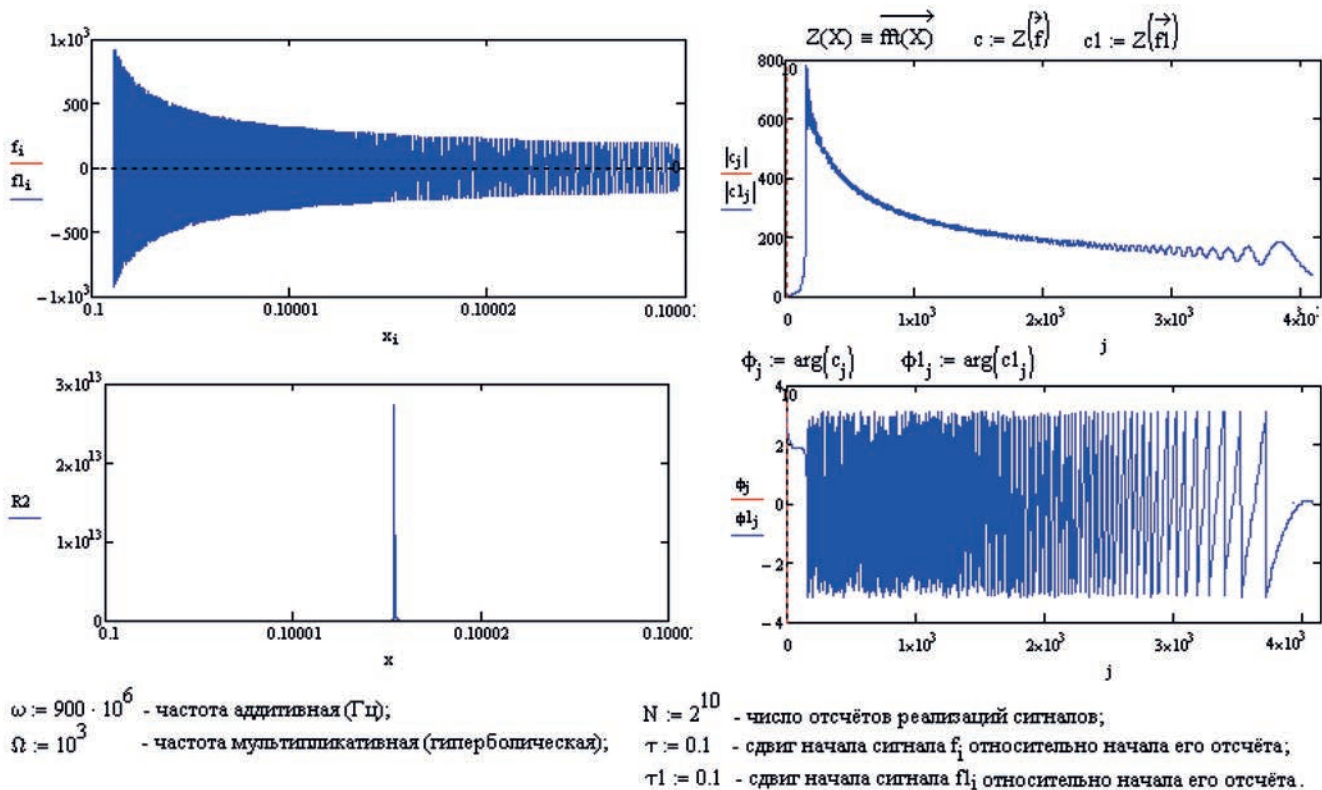 1×10³
500
0
−500
−1×10³
f_i
f1_i
0
0.1
0.10001
0.10002
x_i
Z(X) ≡ fft(X) c := Z(f) c1 := Z(f1)
800
600
400
200
0
|c_j|
|c1_j|
10
0
1×10³
2×10³
3×10³
j
3×10¹³
2×10¹³
1×10¹³
0
R2
0.1
0.10001
0.10002
x
ϕ_j := arg(c_j) ϕ1_j := arg(c1_j)
4
2
0
−2
−4
ϕ_j
ϕ1_j
10
0
1×10³
2×10³
3×10³
4×10³
j
ω := 900 · 10⁶ - частота аддитивная (Гц);
Ω := 10³ - частота мультипликативная (гиперболическая);
N := 2¹⁰ - число отсчётов реализаций сигналов;
τ := 0.1 - сдвиг начала сигнала f_i относительно начала его отсчёта;
τ1 := 0.1 - сдвиг начала сигнала f1_i относительно начала его отсчёта.